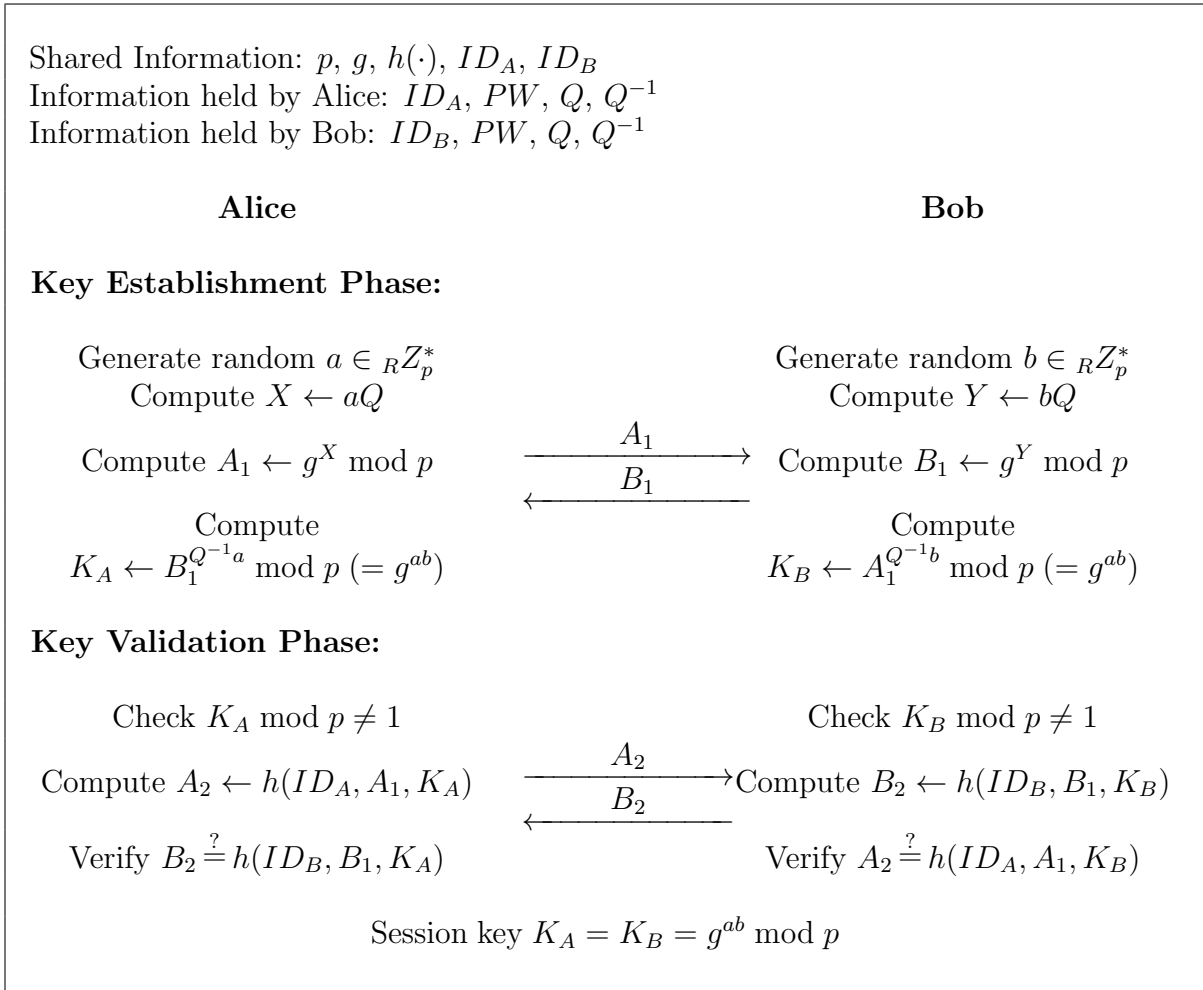 Shared Information: p, g, h(·), ID_A, ID_B
Information held by Alice: ID_A, PW, Q, Q^{-1}
Information held by Bob: ID_B, PW, Q, Q^{-1}
Alice Bob
Key Establishment Phase:
Generate random a ∈ _RZ_p^* Generate random b ∈ _RZ_p^*
Compute X ← aQ Compute Y ← bQ
A_1
Compute A_1 ← g^X mod p Compute B_1 ← g^Y mod p
B_1
Compute Compute
K_A ← B_1^{Q^{-1}a} mod p (= g^{ab}) K_B ← A_1^{Q^{-1}b} mod p (= g^{ab})
Key Validation Phase:
Check K_A mod p ≠ 1 Check K_B mod p ≠ 1
A_2
Compute A_2 ← h(ID_A, A_1, K_A) Compute B_2 ← h(ID_B, B_1, K_B)
B_2
Verify B_2 ≟ h(ID_B, B_1, K_A) Verify A_2 ≟ h(ID_A, A_1, K_B)
Session key K_A = K_B = g^{ab} mod p